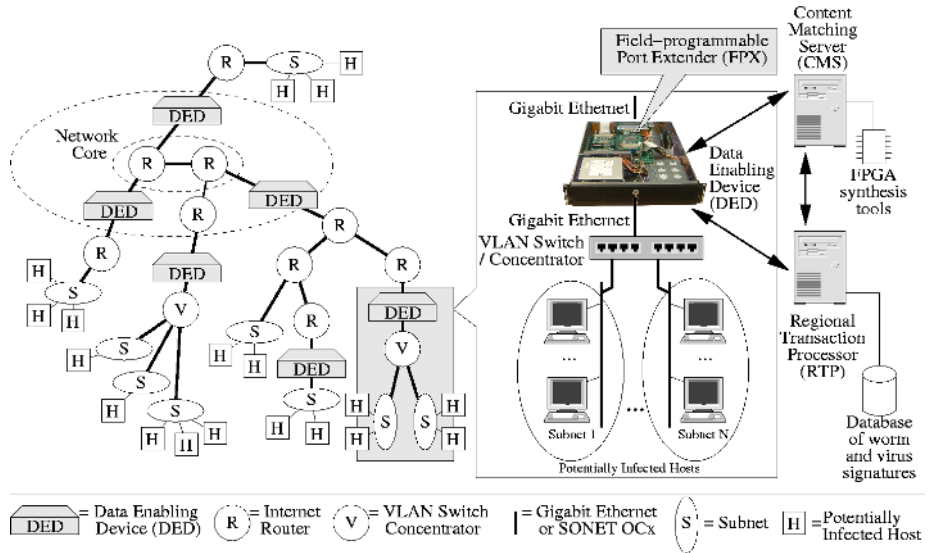 Content
Matching
Server
(CMS)
Field-programmable
Port Extender (FPX)
R
S
H
H
H
DED
Network
Core
R
R
DED
DED
R
R
R
H
H
H
S
DED
R
R
DED
V
R
S
H
S
H
S
H
H
H
S
H
H
DED
S
H
H
V
H
H
S
S
H
H
Gigabit Ethernet
Data
Enabling
Device
(DED)
Gigabit Ethernet
VLAN Switch
/ Concentrator
...
...
...
Subnet 1
Subnet N
Potentially Infected Hosts
FPGA
synthesis
tools
Regional
Transaction
Processor
(RTP)
Database
of worm
and virus
signatures
DED = Data Enabling
Device (DED)
R = Internet
Router
V = VLAN Switch
Concentrator
= Gigabit Ethernet
or SONET OCx
S = Subnet
H =Potentially
Infected Host